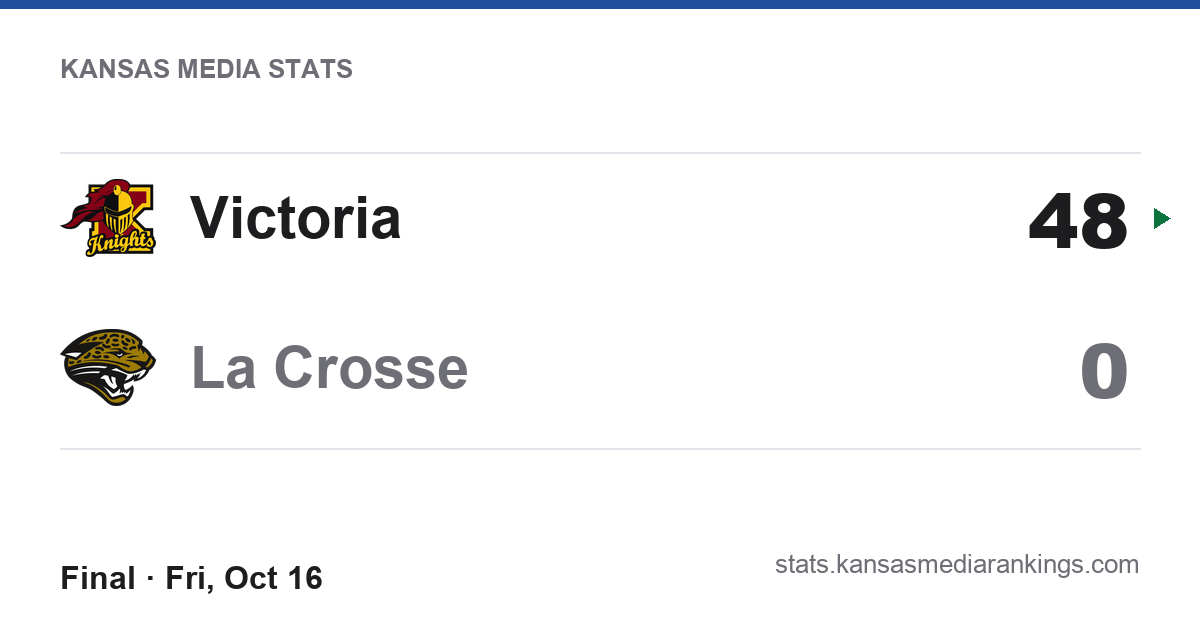 KANSAS MEDIA STATS
Knights
Victoria
48
La Crosse
0
Final · Fri, Oct 16
stats.kansasmediarankings.com